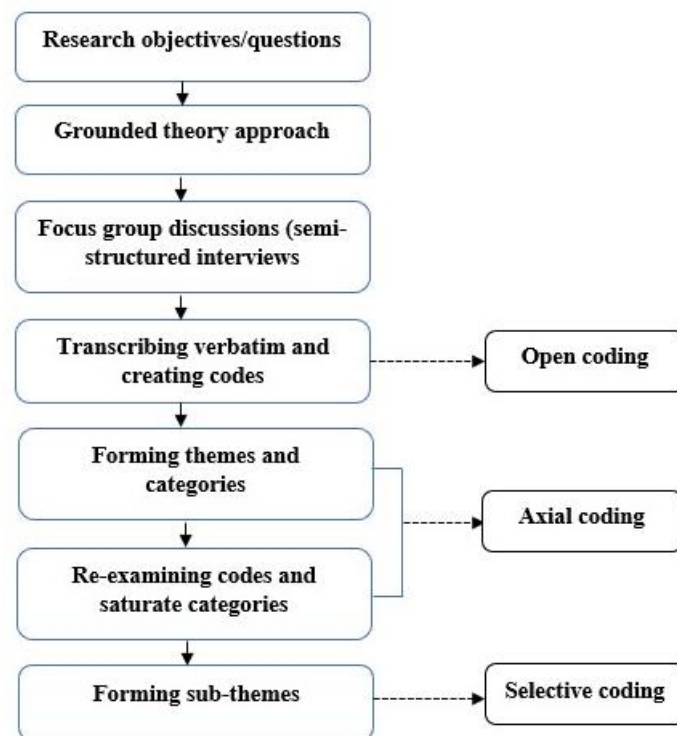 Research objectives/questions
Grounded theory approach
Focus group discussions (semi-
structured interviews
Transcribing verbatim and
creating codes
Open coding
Forming themes and
categories
Axial coding
Re-examining codes and
saturate categories
Forming sub-themes
Selective coding